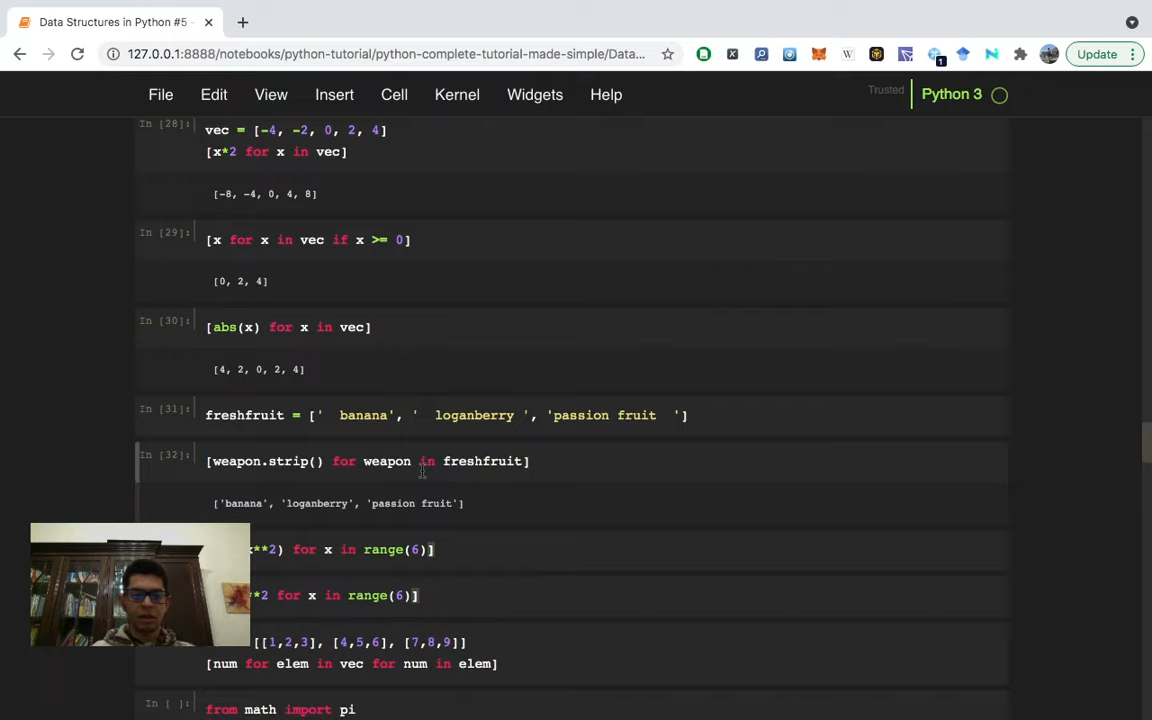 Data Structures in Python #5 -
127.0.0.1:8888/notebooks/python-tutorial/python-complete-tutorial-made-simple/Data...
1
Update
File Edit View Insert Cell Kernel Widgets Help
Trusted
Python 3
In [28]:
vec = [-4, -2, 0, 2, 4]
[x*2 for x in vec]
[-8, -4, 0, 4, 8]
In [29]:
[x for x in vec if x >= 0]
[0, 2, 4]
In [30]:
[abs(x) for x in vec]
[4, 2, 0, 2, 4]
In [31]:
freshfruit = ['  banana', '  loganberry ', 'passion fruit  ']
In [32]:
[weapon.strip() for weapon in freshfruit]
['banana', 'loganberry', 'passion fruit']
**2) for x in range(6)]
*2 for x in range(6)]
[[1,2,3], [4,5,6], [7,8,9]]
[num for elem in vec for num in elem]
In [ ]:
from math import pi